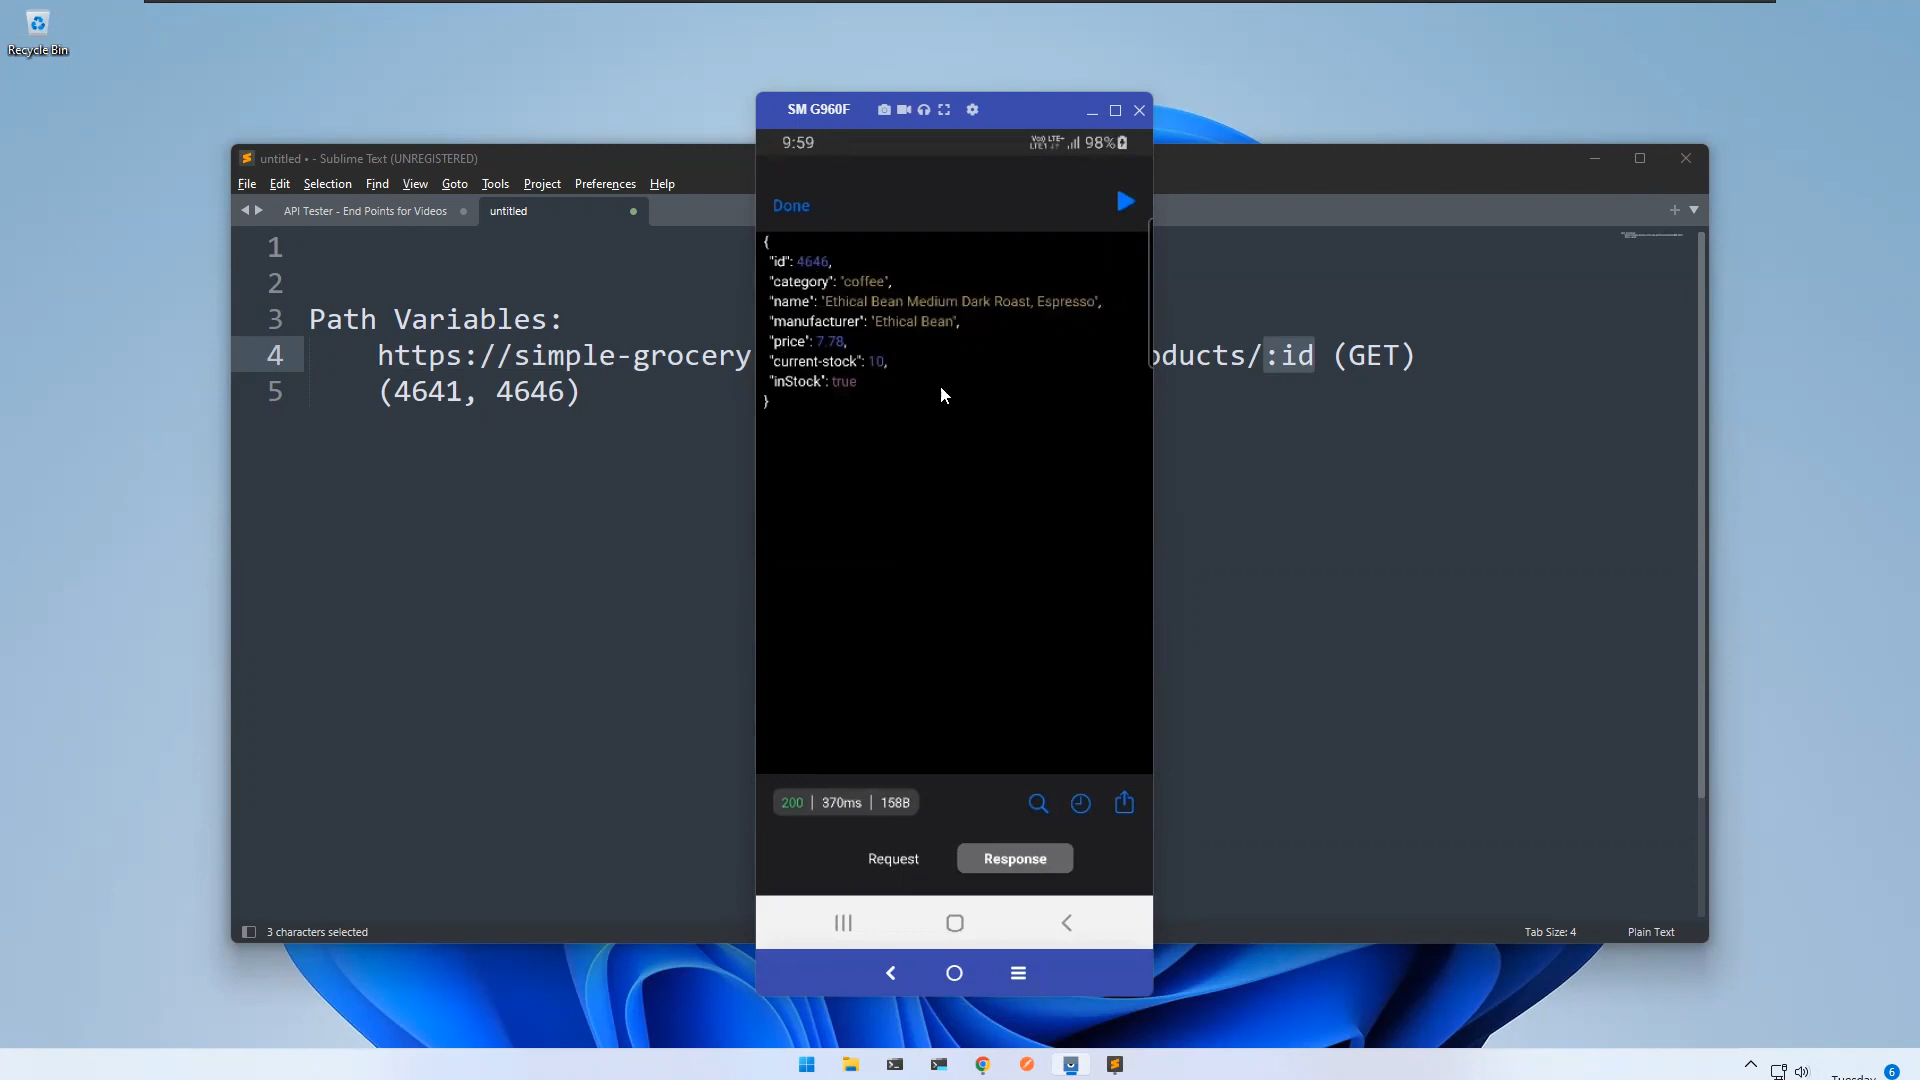 Recycle Bin
SM G960F
9:59
98%
Done
{
"id": 4646,
"category": "coffee",
"name": "Ethical Bean Medium Dark Roast, Espresso",
"manufacturer": "Ethical Bean",
"price": 7.78,
"current-stock": 10,
"inStock": true
}
200 | 370ms | 158B
Request
Response
untitled • - Sublime Text (UNREGISTERED)
File Edit Selection Find View Goto Tools Project Preferences Help
API Tester - End Points for Videos
untitled
1
2
3 Path Variables:
4 https://simple-grocery oducts/:id (GET)
5 (4641, 4646)
3 characters selected
Tab Size: 4
Plain Text
6